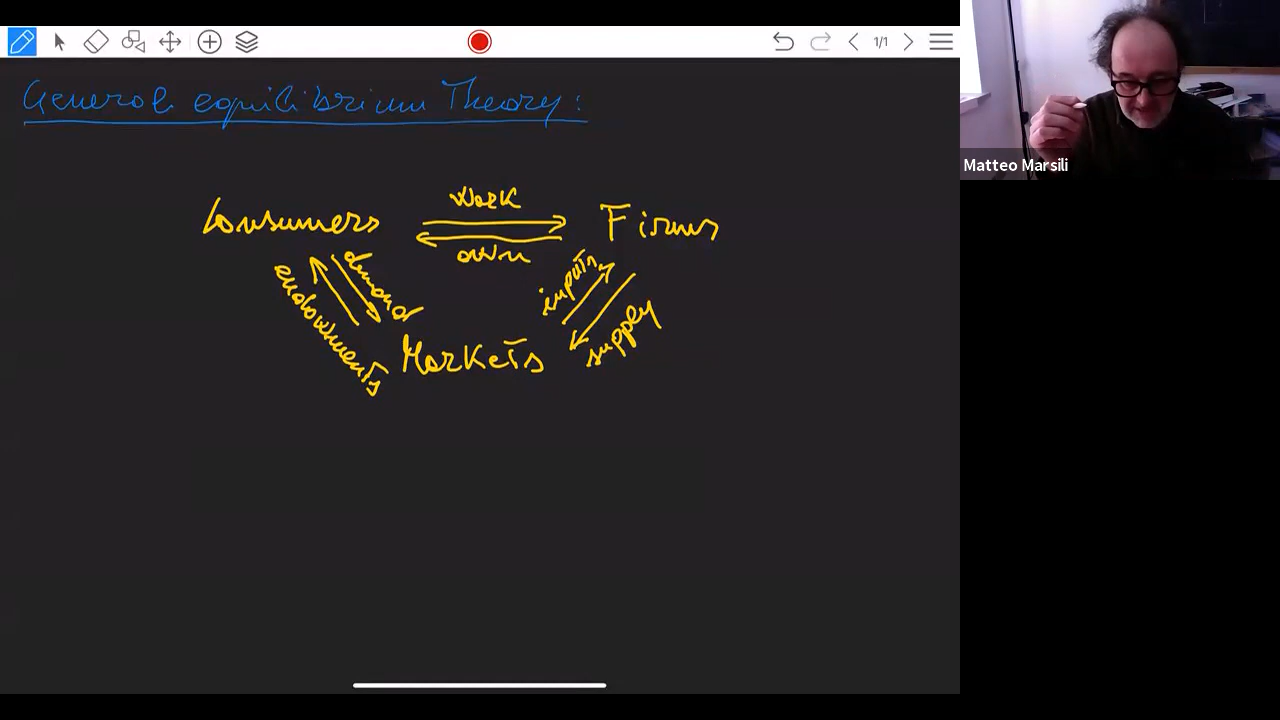 1/1
General equilibrium Theory:
Matteo Marsili
work
Consumers
Firms
own
demand
inputs
endowments
supply
Markets